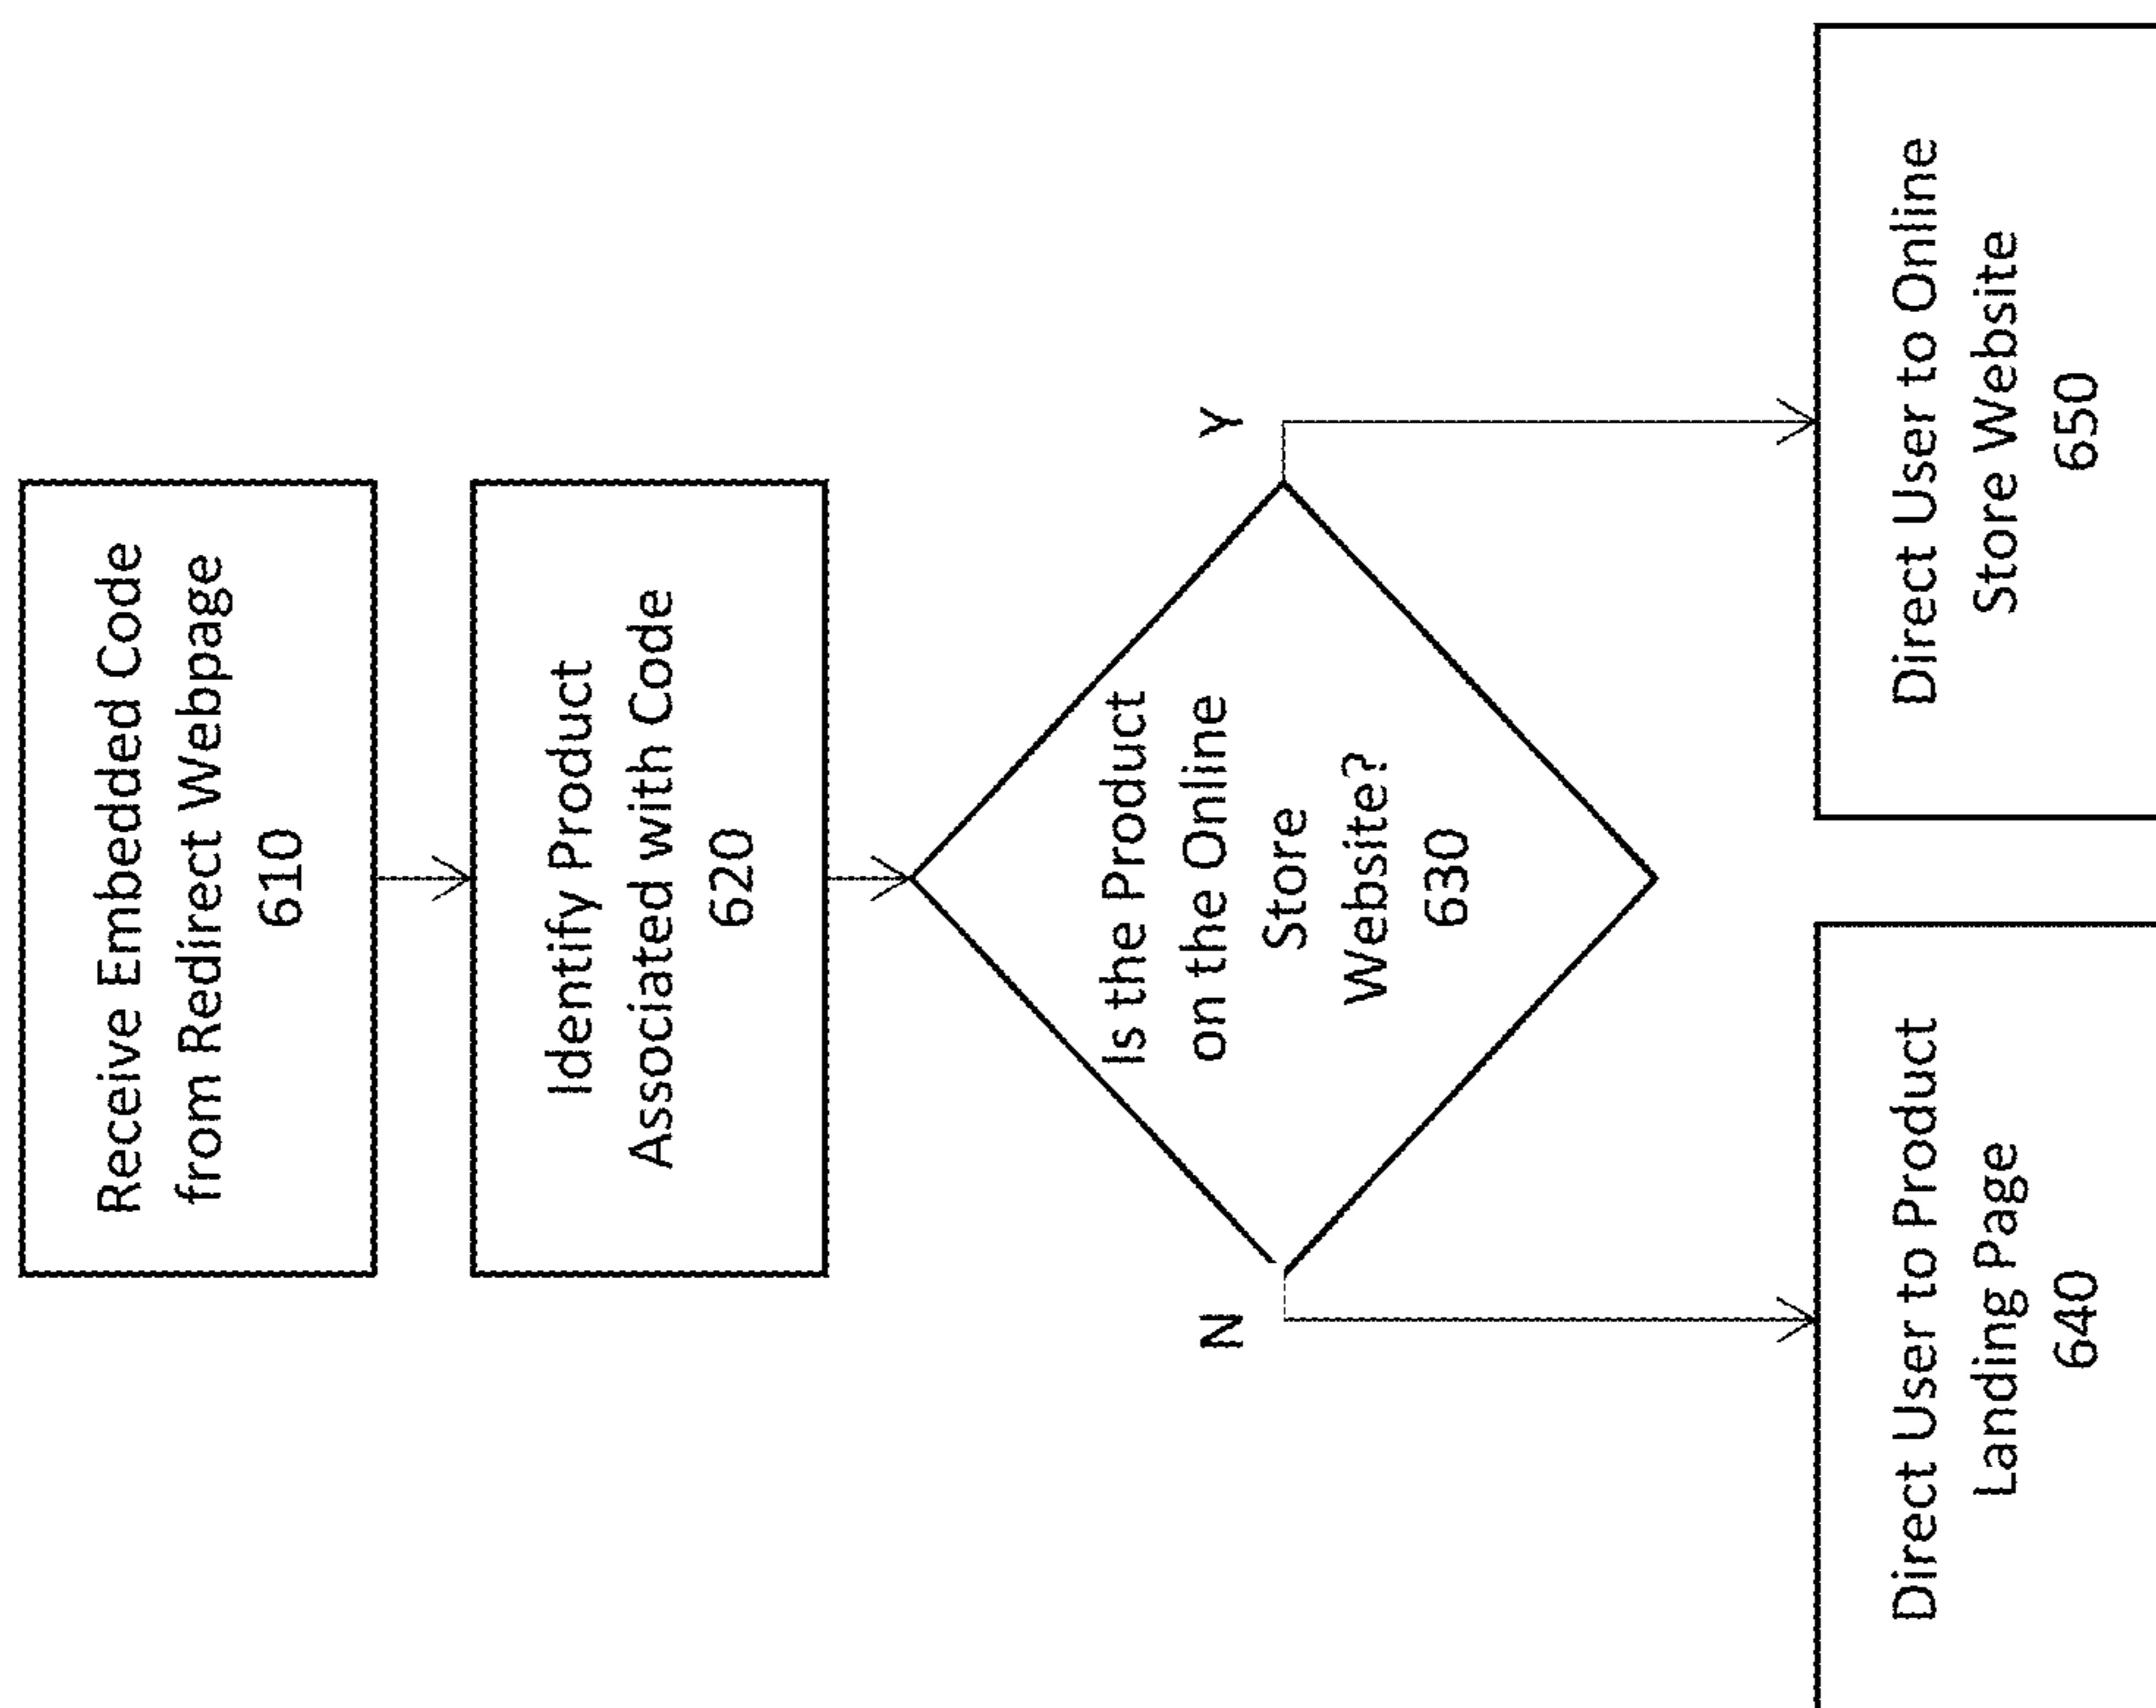 Receive Embedded Code
from Redirect Webpage
610
Identify Product
Associated with Code
620
Is the Product
on the Online
Store
Website?
630
N
Y
Direct User to Product
Landing Page
640
Direct User to Online
Store Website
650